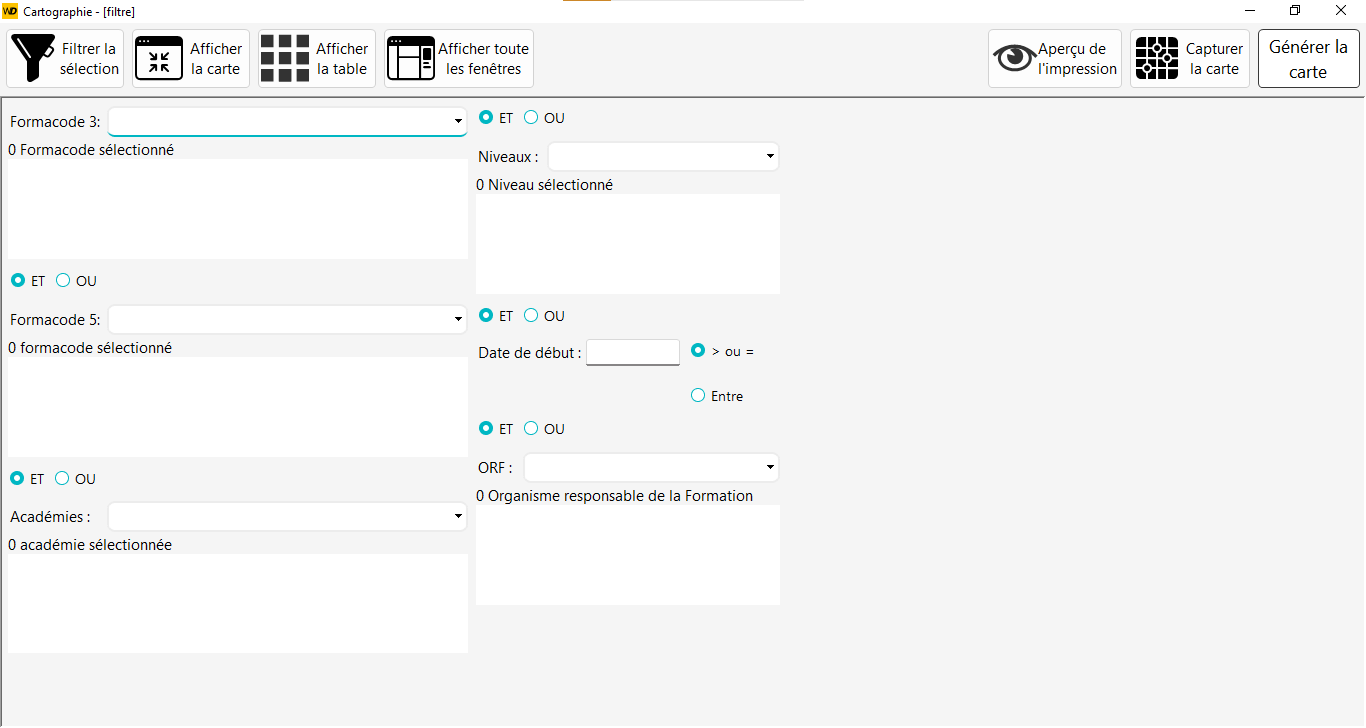 WD Cartographie - [filtre]
Filtrer la
sélection
Afficher
la carte
Afficher
la table
Afficher toute
les fenêtres
Aperçu de
l'impression
Capturer
la carte
Générer la
carte
Formacode 3:
0 Formacode sélectionné
ET OU
Formacode 5:
0 formacode sélectionné
ET OU
Académies :
0 académie sélectionnée
ET OU
Niveaux :
0 Niveau sélectionné
ET OU
Date de début : > ou =
Entre
ET OU
ORF :
0 Organisme responsable de la Formation